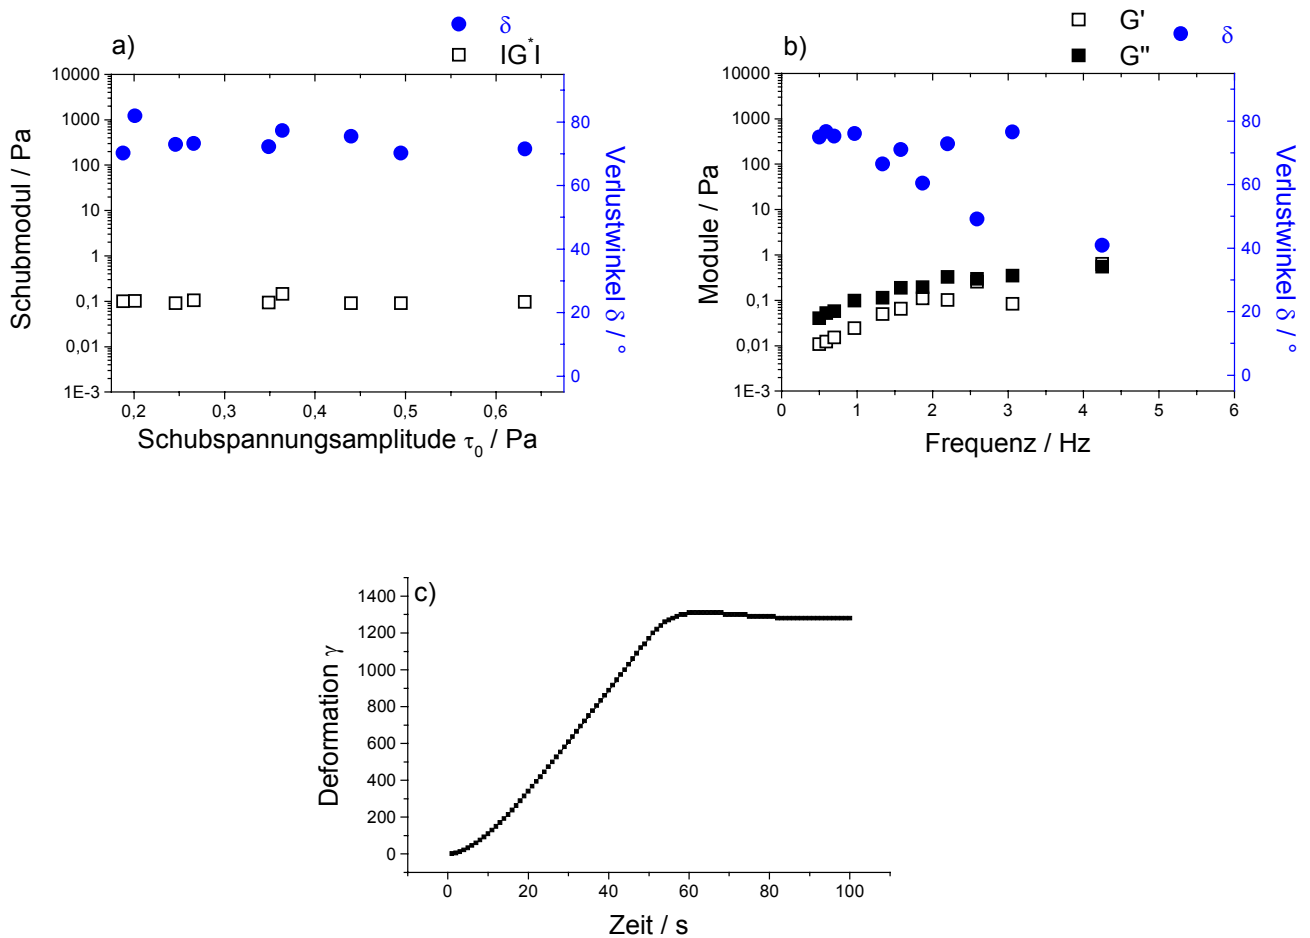 a)
δ
IG*I
10000
1000
100
10
1
0,1
0,01
1E-3
Schubmodul / Pa
0,2 0,3 0,4 0,5 0,6
Schubspannungsamplitude τ0 / Pa
80
60
40
20
0
Verlustwinkel δ / °
b)
G'
G''
δ
10000
1000
100
10
1
0,1
0,01
1E-3
Module / Pa
0 1 2 3 4 5 6
Frequenz / Hz
80
60
40
20
0
Verlustwinkel δ / °
c)
1400
1200
1000
800
600
400
200
0
Deformation γ
0 20 40 60 80 100
Zeit / s